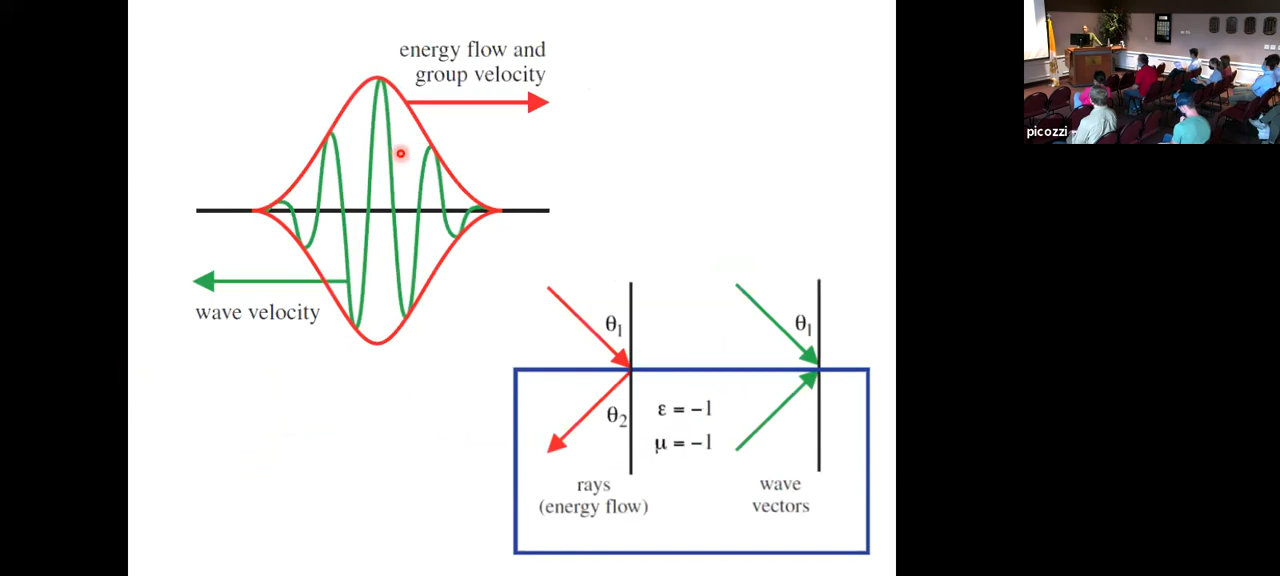 energy flow and
group velocity
picozzi
wave velocity
θ1
θ1
θ2
ε = −1
μ = −1
rays
(energy flow)
wave
vectors